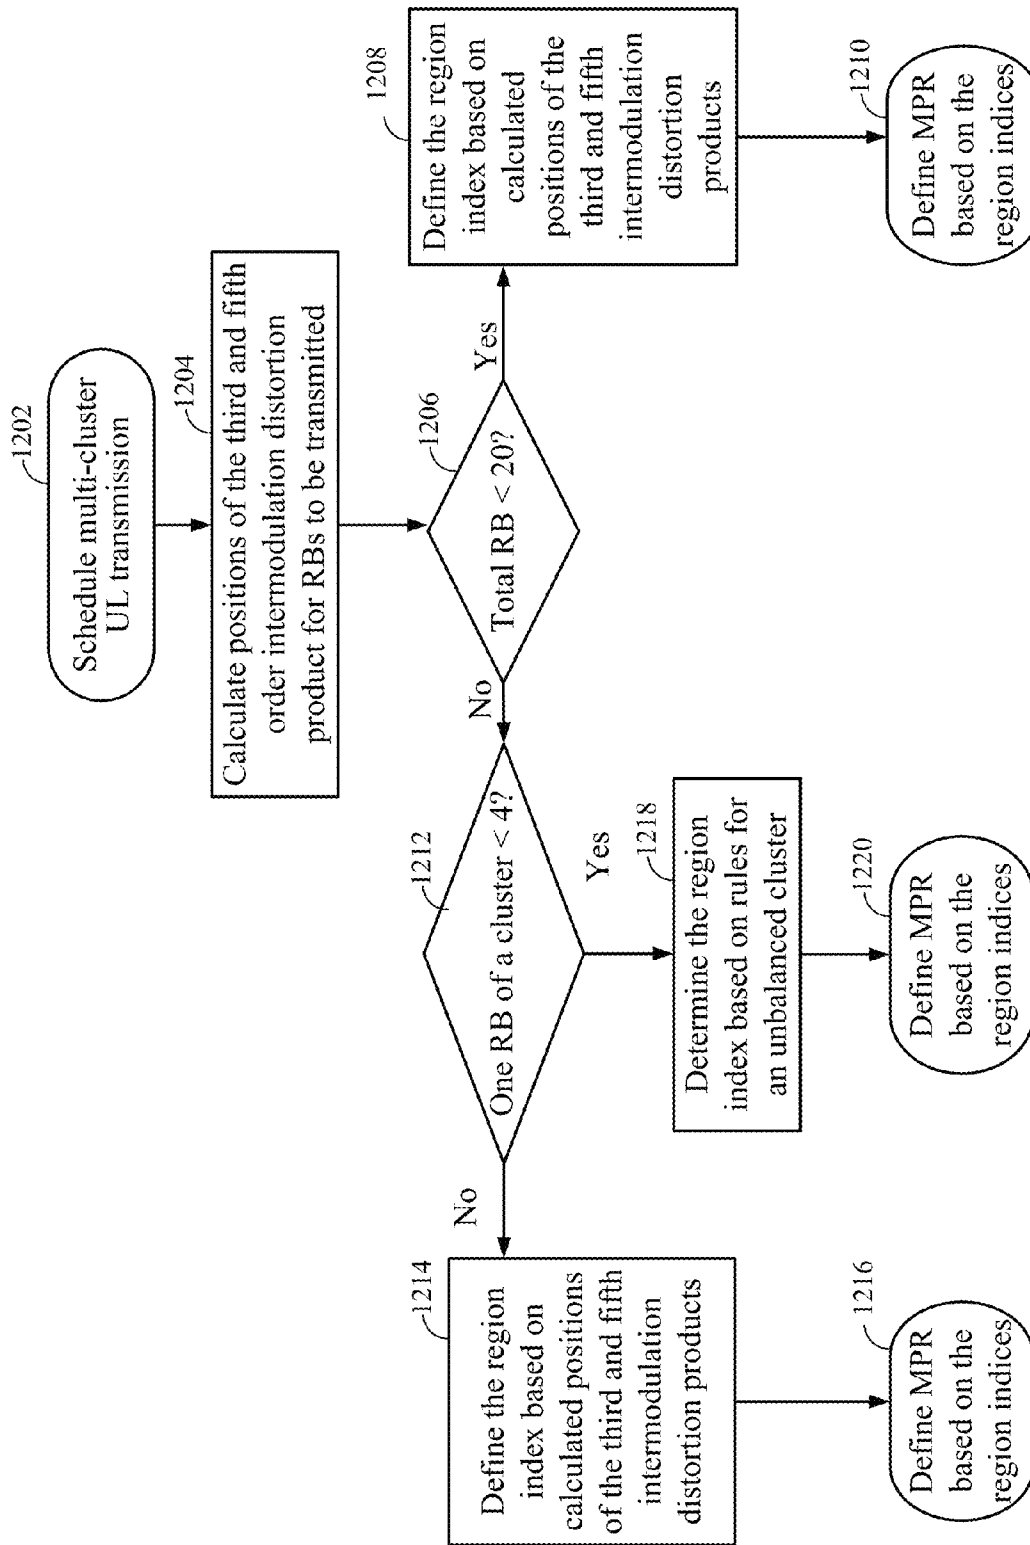 1202
Schedule multi-cluster
UL transmission
1204
Calculate positions of the third and fifth
order intermodulation distortion
product for RBs to be transmitted
1206
Total RB < 20?
Yes
No
1208
Define the region
index based on
calculated
positions of the
third and fifth
intermodulation
distortion
products
1210
Define MPR
based on the
region indices
1212
One RB of a cluster < 4?
Yes
No
1218
Determine the region
index based on rules for
an unbalanced cluster
1220
Define MPR
based on the
region indices
1214
Define the region
index based on
calculated positions
of the third and fifth
intermodulation
distortion products
1216
Define MPR
based on the
region indices